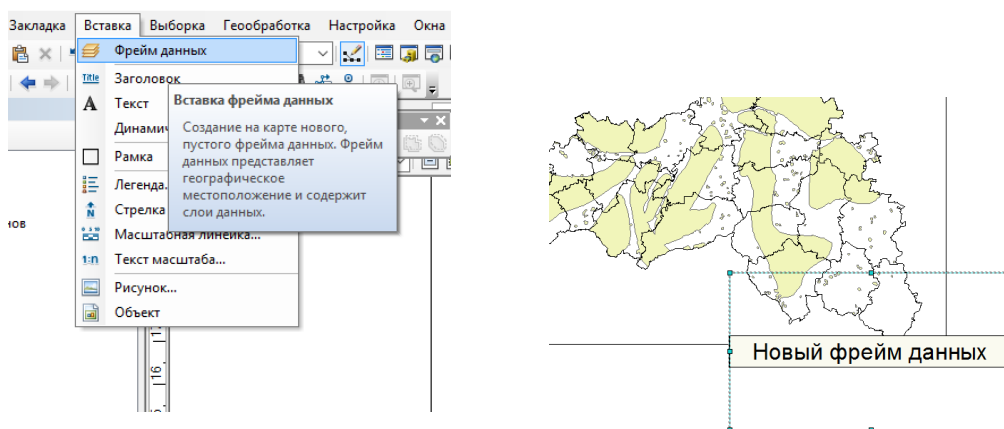 Закладка Вставка Выборка Геообработка Настройка Окна
Фрейм данных
Title Заголовок
A Текст
Вставка фрейма данных
Создание на карте нового,
пустого фрейма данных. Фрейм
данных представляет
географическое
местоположение и содержит
слои данных.
Рамка
Легенда..
N Стрелка
нов
Масштабная линейка...
1:n Текст масштаба...
Рисунок...
Объект
16
Новый фрейм данных